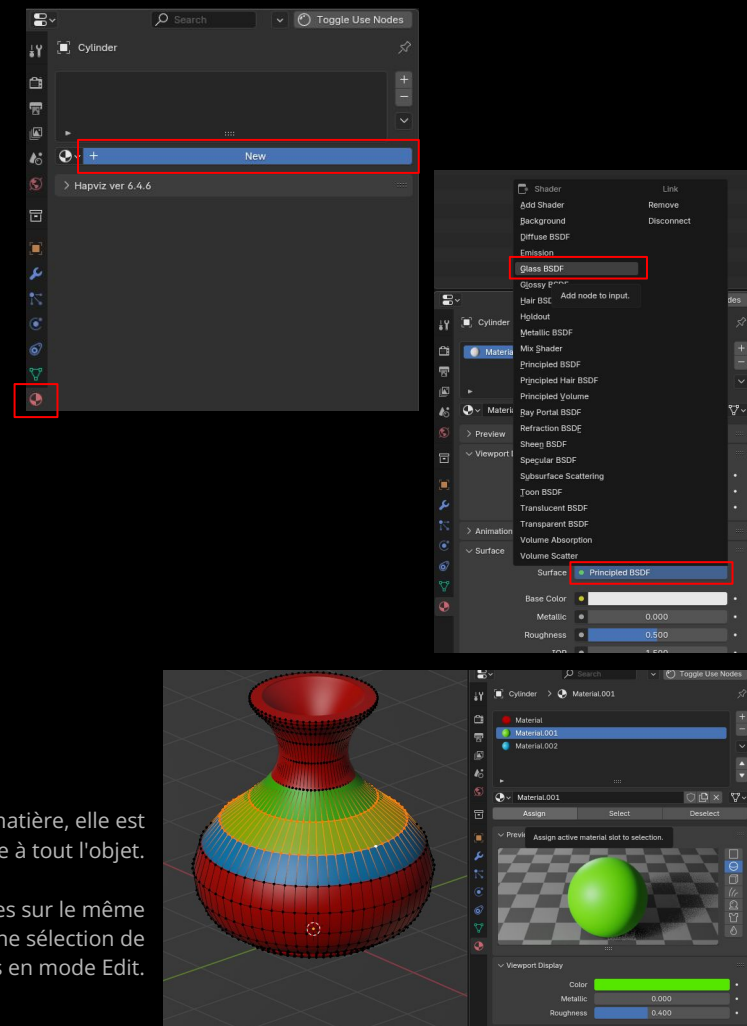 Search
Toggle Use Nodes
Cylinder
New
Hapviz ver 6.4.6
Shader Link
Add Shader Remove
Background Disconnect
Diffuse BSDF
Emission
Glass BSDF
Glossy
Add node to input.
Hair
Holdout
Cylinder
Metallic BSDF
Mix Shader
Principled BSDF
Principled Hair BSDF
Principled Volume
Ray Portal BSDF
Refraction BSDF
Preview
Sheen BSDF
Viewport
Specular BSDF
Subsurface Scattering
Toon BSDF
Translucent BSDF
Animation
Transparent BSDF
Volume Absorption
Surface
Volume Scatter
Surface Principled BSDF
Base Color
Metallic 0.000
Roughness 0.500
Search
Toggle Use Nodes
Cylinder > Material.001
Material
Material.001
Material.002
Material.001
Assign Select Deselect
Assign active material slot to selection.
Viewport Display
Color
Metallic 0.000
Roughness 0.400
matière, elle est
à tout l'objet.
sur le même
sélection de
en mode Edit.